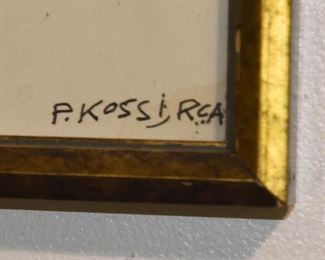 P. KOSSI, RCA